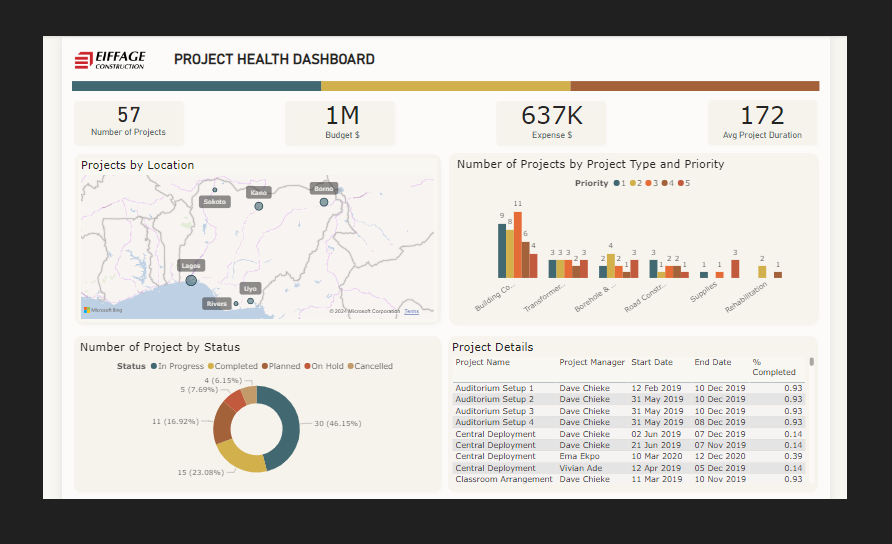 EIFFAGE
CONSTRUCTION
PROJECT HEALTH DASHBOARD
57
Number of Projects
1M
Budget $
637K
Expense $
172
Avg Project Duration
Projects by Location
Sokoto
Kano
Borno
Lagos
Uyo
Rivers
Microsoft Bing
© 2024 Microsoft Corporation Terms
Number of Projects by Project Type and Priority
Priority 1 2 3 4 5
9 8 11 6 4
3 3 3 2 3
2 4 2 1 3
3 1 2 2 1
1 1 3
2 1
Building Co...
Transformer...
Borehole & ...
Road Constr...
Supplies
Rehabilitation
Number of Project by Status
Status In Progress Completed Planned On Hold Cancelled
4 (6.15%)
5 (7.69%)
11 (16.92%)
30 (46.15%)
15 (23.08%)
Project Details
Project Name Project Manager Start Date End Date % Completed
Auditorium Setup 1 Dave Chieke 12 Feb 2019 10 Dec 2019 0.93
Auditorium Setup 2 Dave Chieke 31 May 2019 10 Dec 2019 0.93
Auditorium Setup 3 Dave Chieke 31 May 2019 10 Dec 2019 0.93
Auditorium Setup 4 Dave Chieke 31 May 2019 08 Dec 2019 0.93
Central Deployment Dave Chieke 02 Jun 2019 07 Dec 2019 0.14
Central Deployment Dave Chieke 21 Jun 2019 07 Nov 2019 0.14
Central Deployment Ema Ekpo 10 Mar 2020 12 Dec 2020 0.39
Central Deployment Vivian Ade 12 Apr 2019 05 Dec 2019 0.14
Classroom Arrangement Dave Chieke 11 Mar 2019 10 Nov 2019 0.93